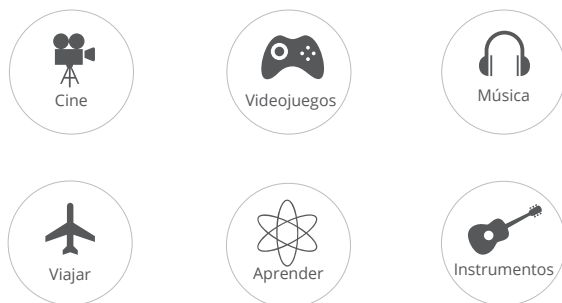 Cine
Videojuegos
Música
Viajar
Aprender
Instrumentos